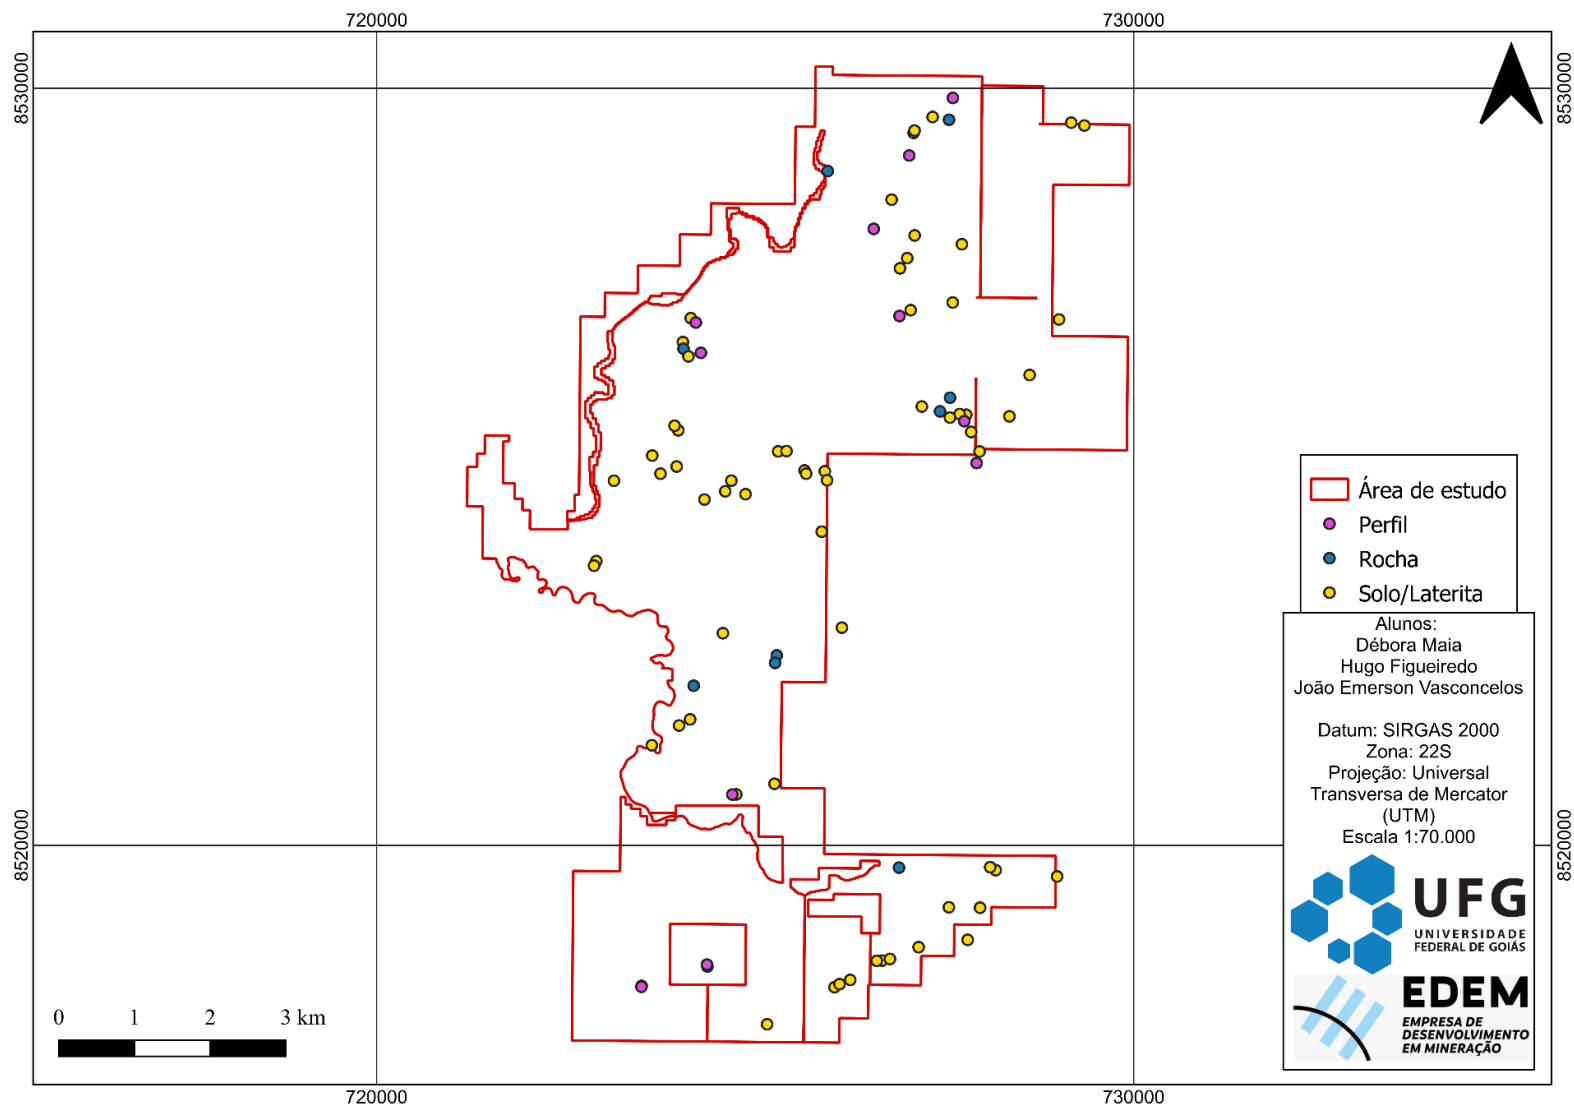 720000
730000
8530000
8530000
Área de estudo
Perfil
Rocha
Solo/Laterita
Alunos:
Débora Maia
Hugo Figueiredo
João Emerson Vasconcelos
Datum: SIRGAS 2000
Zona: 22S
Projeção: Universal
Transversa de Mercator
(UTM)
Escala 1:70.000
8520000
8520000
UFG
UNIVERSIDADE
FEDERAL DE GOIÁS
EDEM
EMPRESA DE
DESENVOLVIMENTO
EM MINERAÇÃO
0 1 2 3 km
720000
730000